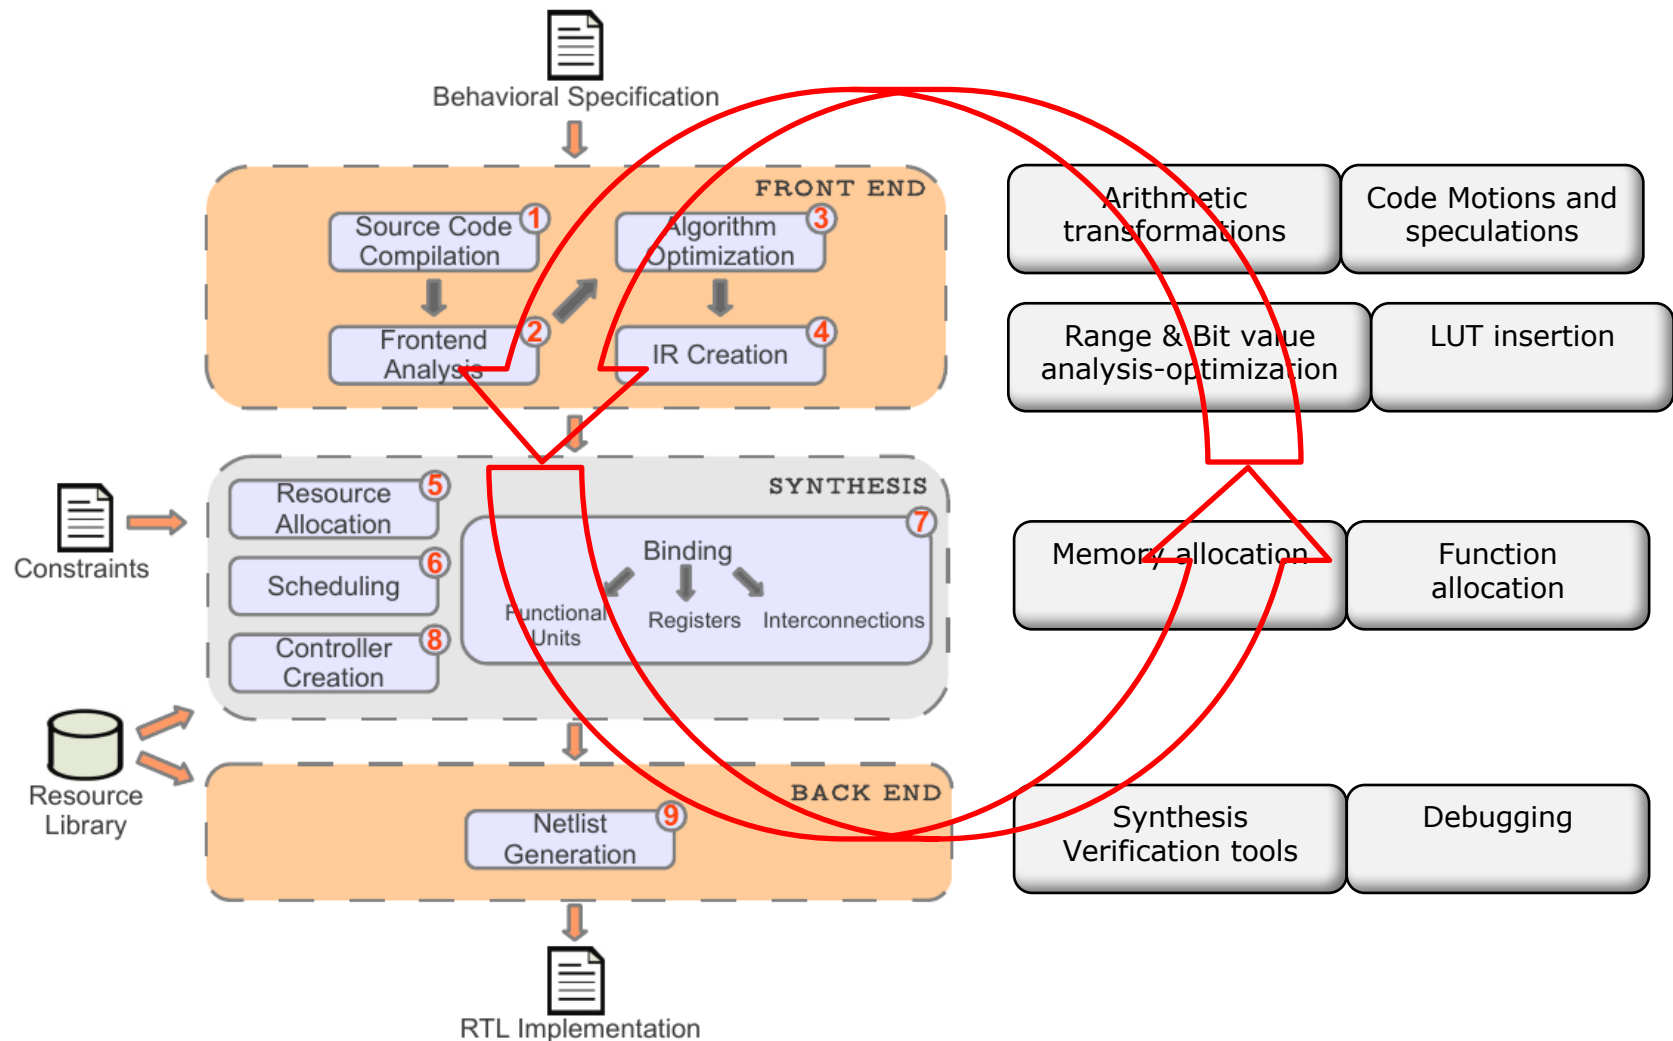 Behavioral Specification
FRONT END
1
Source Code
Compilation
3
Algorithm
Optimization
2
Frontend
Analysis
4
IR Creation
Arithmetic
transformations
Code Motions and
speculations
Range & Bit value
analysis-optimization
LUT insertion
Constraints
SYNTHESIS
5
Resource
Allocation
6
Scheduling
8
Controller
Creation
7
Binding
Functional
Units
Registers
Interconnections
Memory allocation
Function
allocation
Resource
Library
BACK END
9
Netlist
Generation
Synthesis
Verification tools
Debugging
RTL Implementation